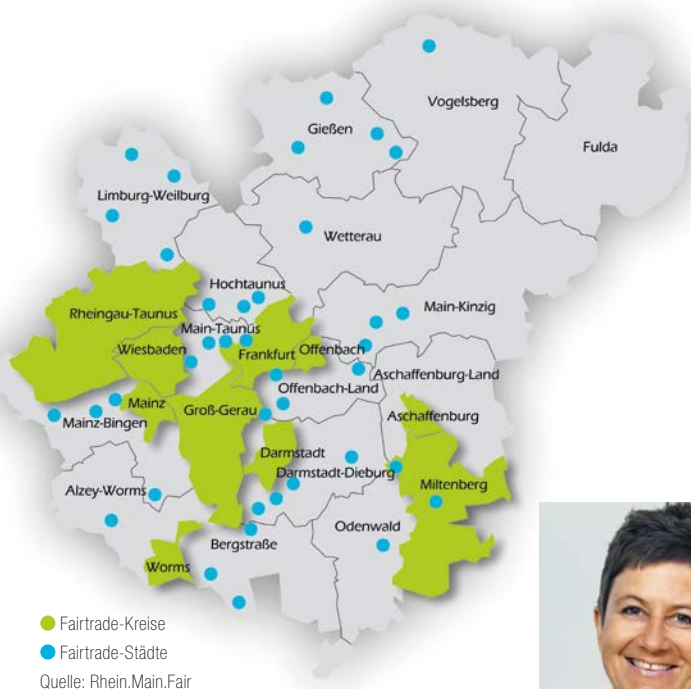 Vogelsberg
Gießen
Fulda
Limburg-Weilburg
Wetterau
Hochtaunus
Main-Kinzig
Rheingau-Taunus
Main-Taunus
Wiesbaden
Frankfurt
Offenbach
Aschaffenburg-Land
Offenbach-Land
Mainz
Groß-Gerau
Aschaffenburg
Mainz-Bingen
Darmstadt
Darmstadt-Dieburg
Miltenberg
Alzey-Worms
Odenwald
Bergstraße
Worms
Fairtrade-Kreise
Fairtrade-Städte
Quelle: Rhein.Main.Fair